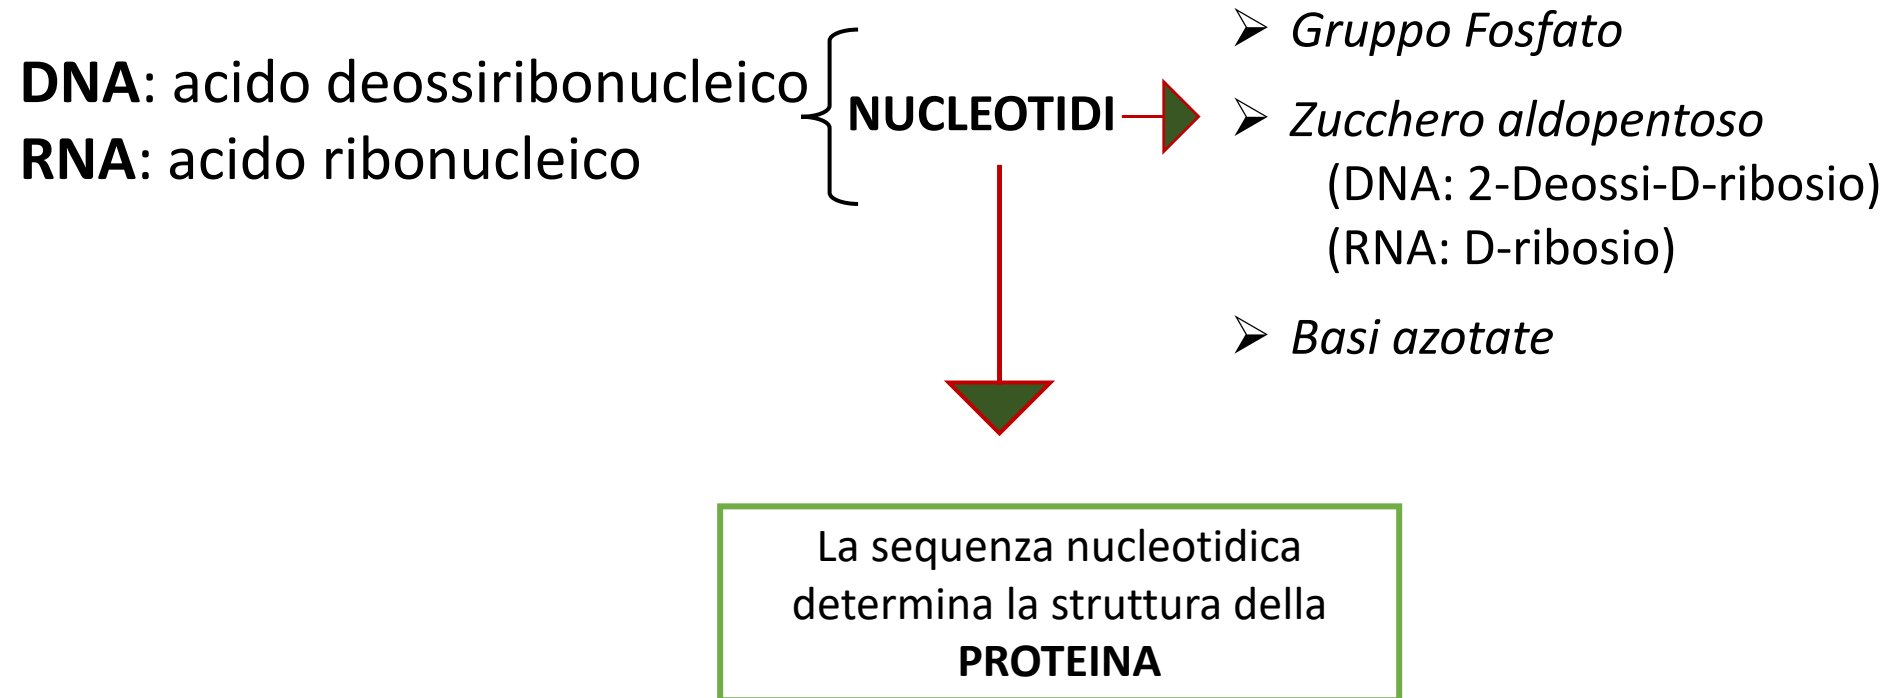 DNA: acido deossiribonucleico
RNA: acido ribonucleico
NUCLEOTIDI
➢ Gruppo Fosfato
➢ Zucchero aldopentoso
(DNA: 2-Deossi-D-ribosio)
(RNA: D-ribosio)
➢ Basi azotate
La sequenza nucleotidica
determina la struttura della
PROTEINA